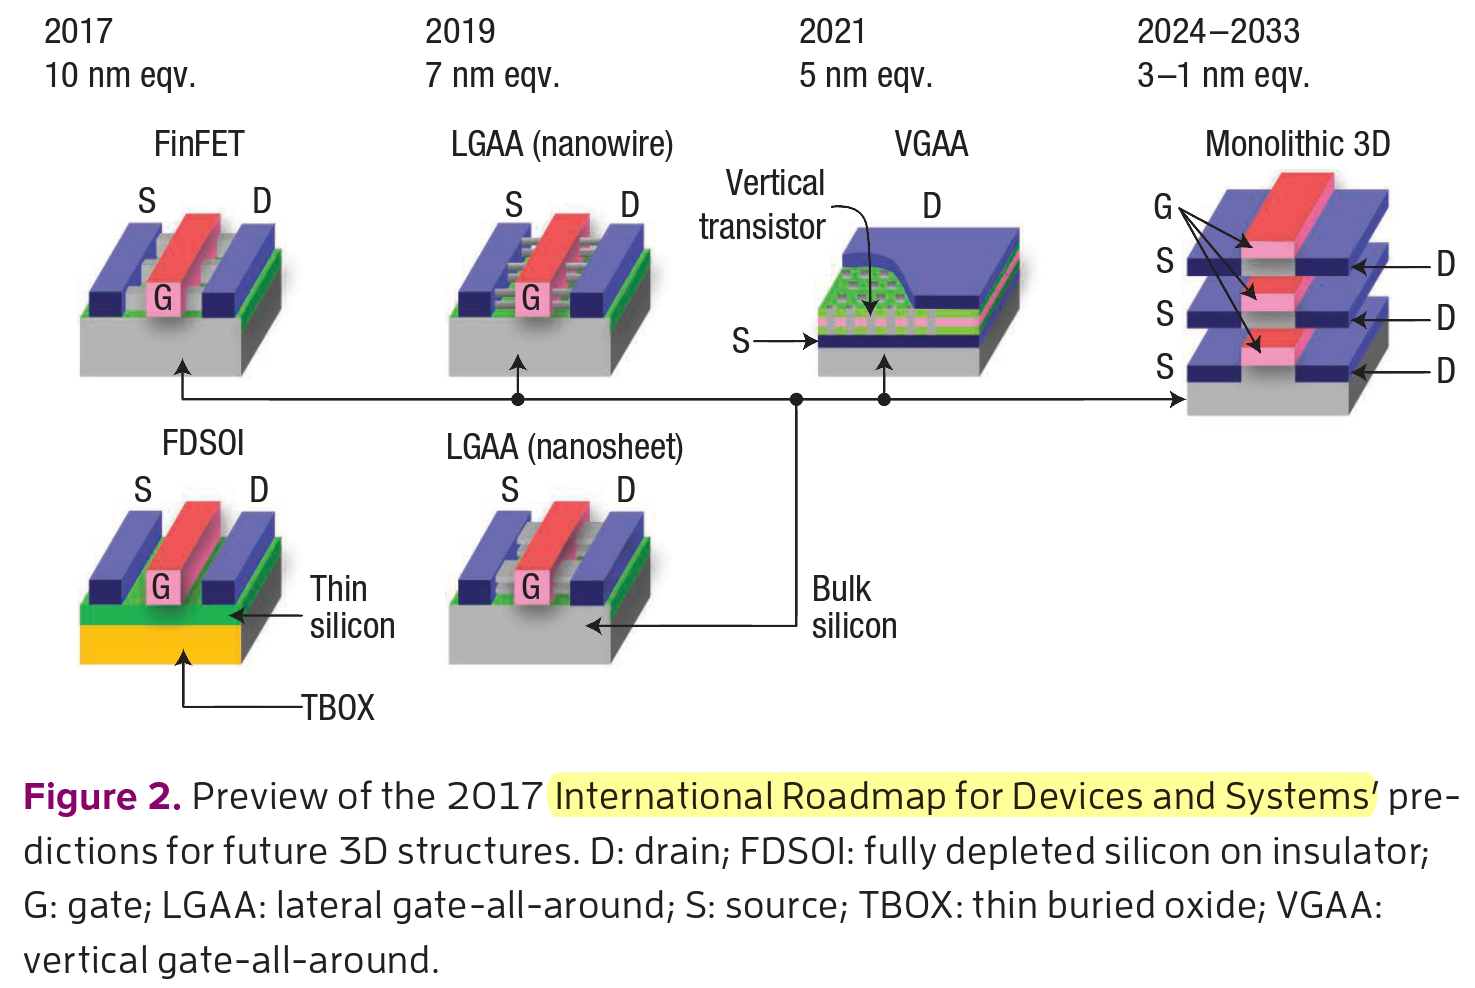 2017
10 nm eqv.
2019
7 nm eqv.
2021
5 nm eqv.
2024–2033
3–1 nm eqv.
FinFET
S
D
G
LGAA (nanowire)
S
D
G
VGAA
Vertical
transistor
D
S
Monolithic 3D
G
S
D
S
D
S
D
FDSOI
S
D
G
Thin
silicon
TBOX
LGAA (nanosheet)
S
D
G
Bulk
silicon
Figure 2. Preview of the 2017 International Roadmap for Devices and Systems’ pre-
dictions for future 3D structures. D: drain; FDSOI: fully depleted silicon on insulator;
G: gate; LGAA: lateral gate-all-around; S: source; TBOX: thin buried oxide; VGAA:
vertical gate-all-around.